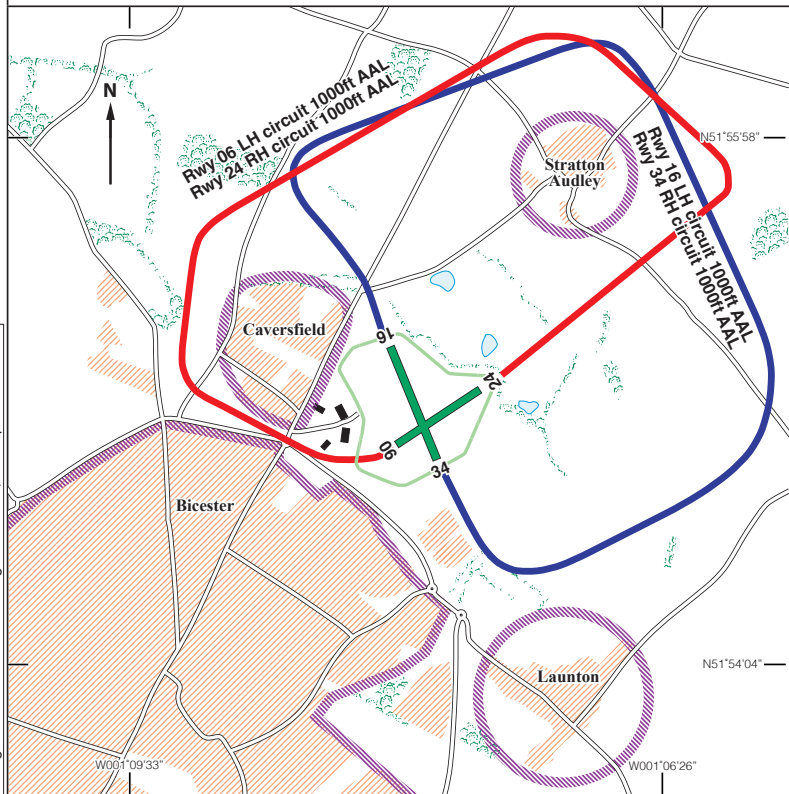 N
Rwy 06 LH circuit 1000ft AAL
Rwy 24 RH circuit 1000ft AAL
N51°55'58"
Rwy 16 LH circuit 1000ft AAL
Rwy 34 RH circuit 1000ft AAL
Stratton
Audley
Caversfield
16
24
06
34
Bicester
N51°54'04"
Launton
W001°09'33"
W001°06'26"